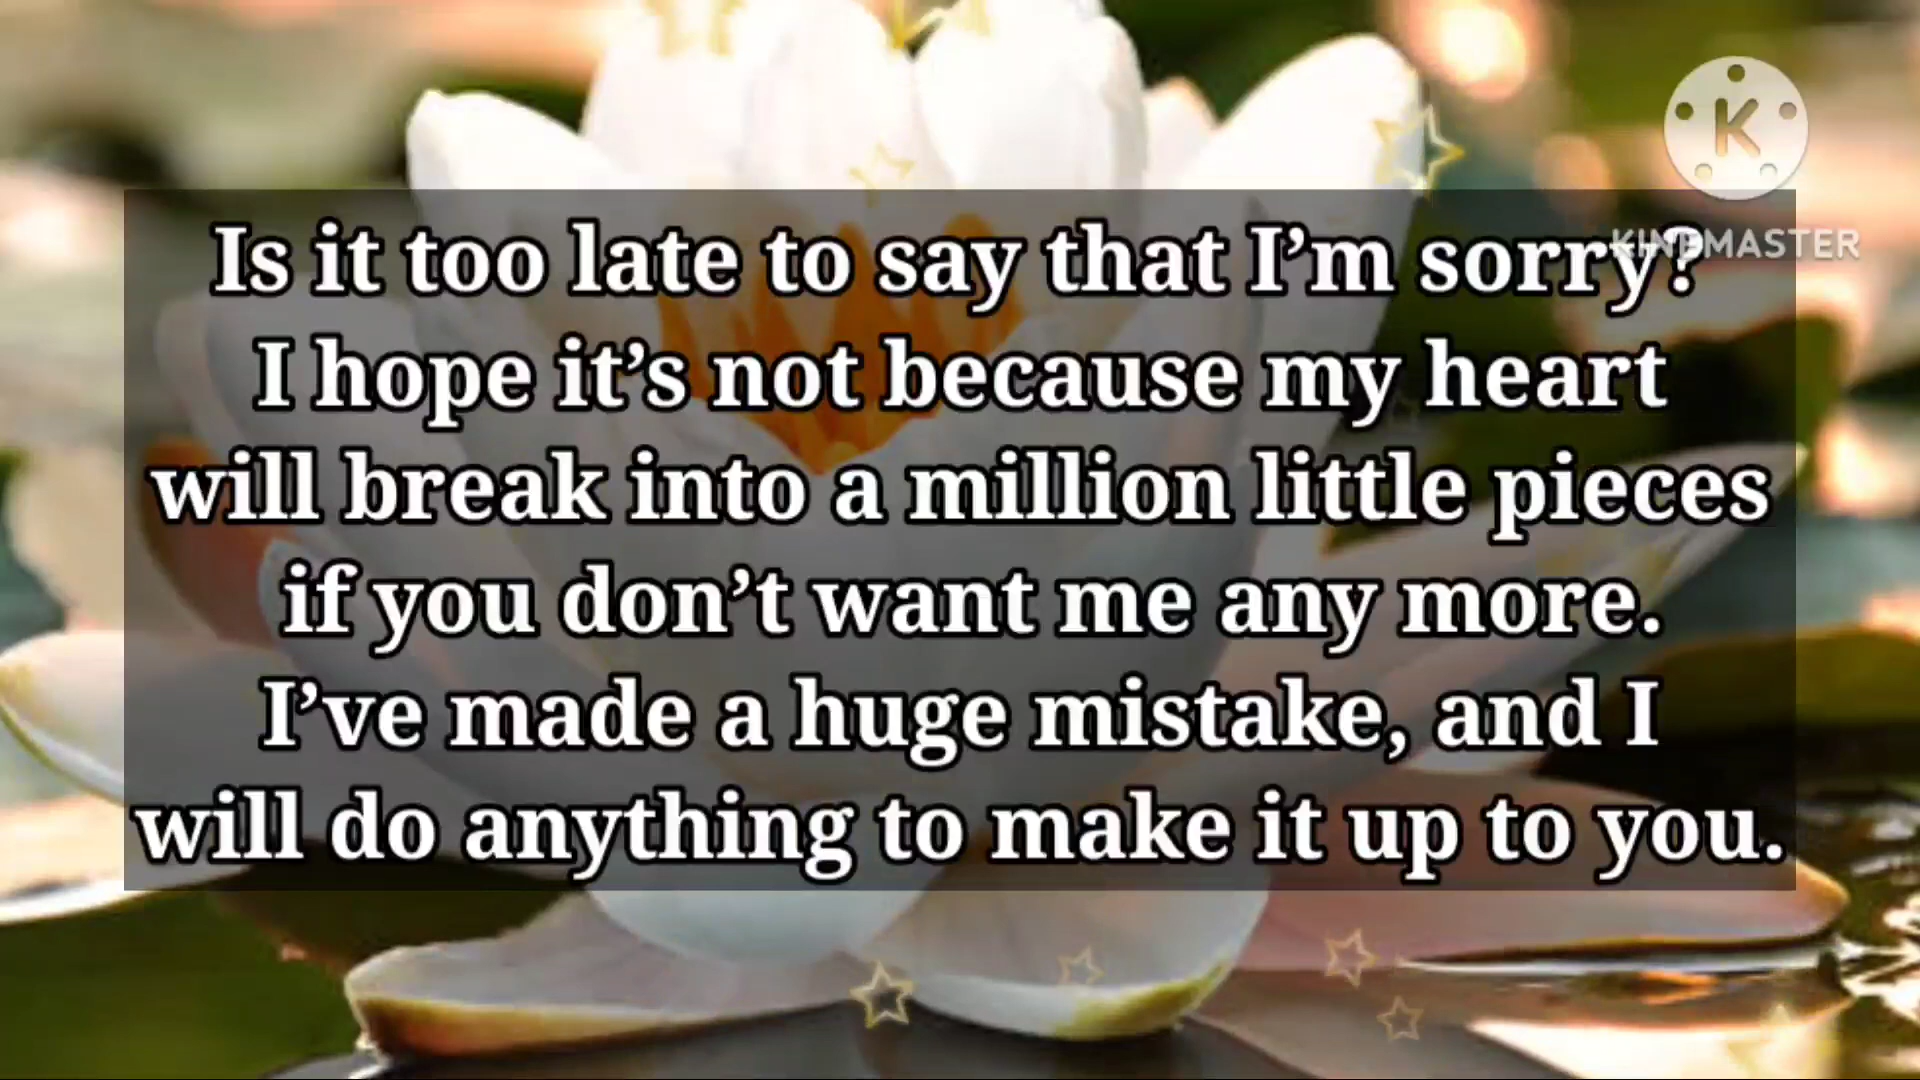 K
KINEMASTER
Is it too late to say that I’m sorry?
I hope it’s not because my heart
will break into a million little pieces
if you don’t want me any more.
I’ve made a huge mistake, and I
will do anything to make it up to you.